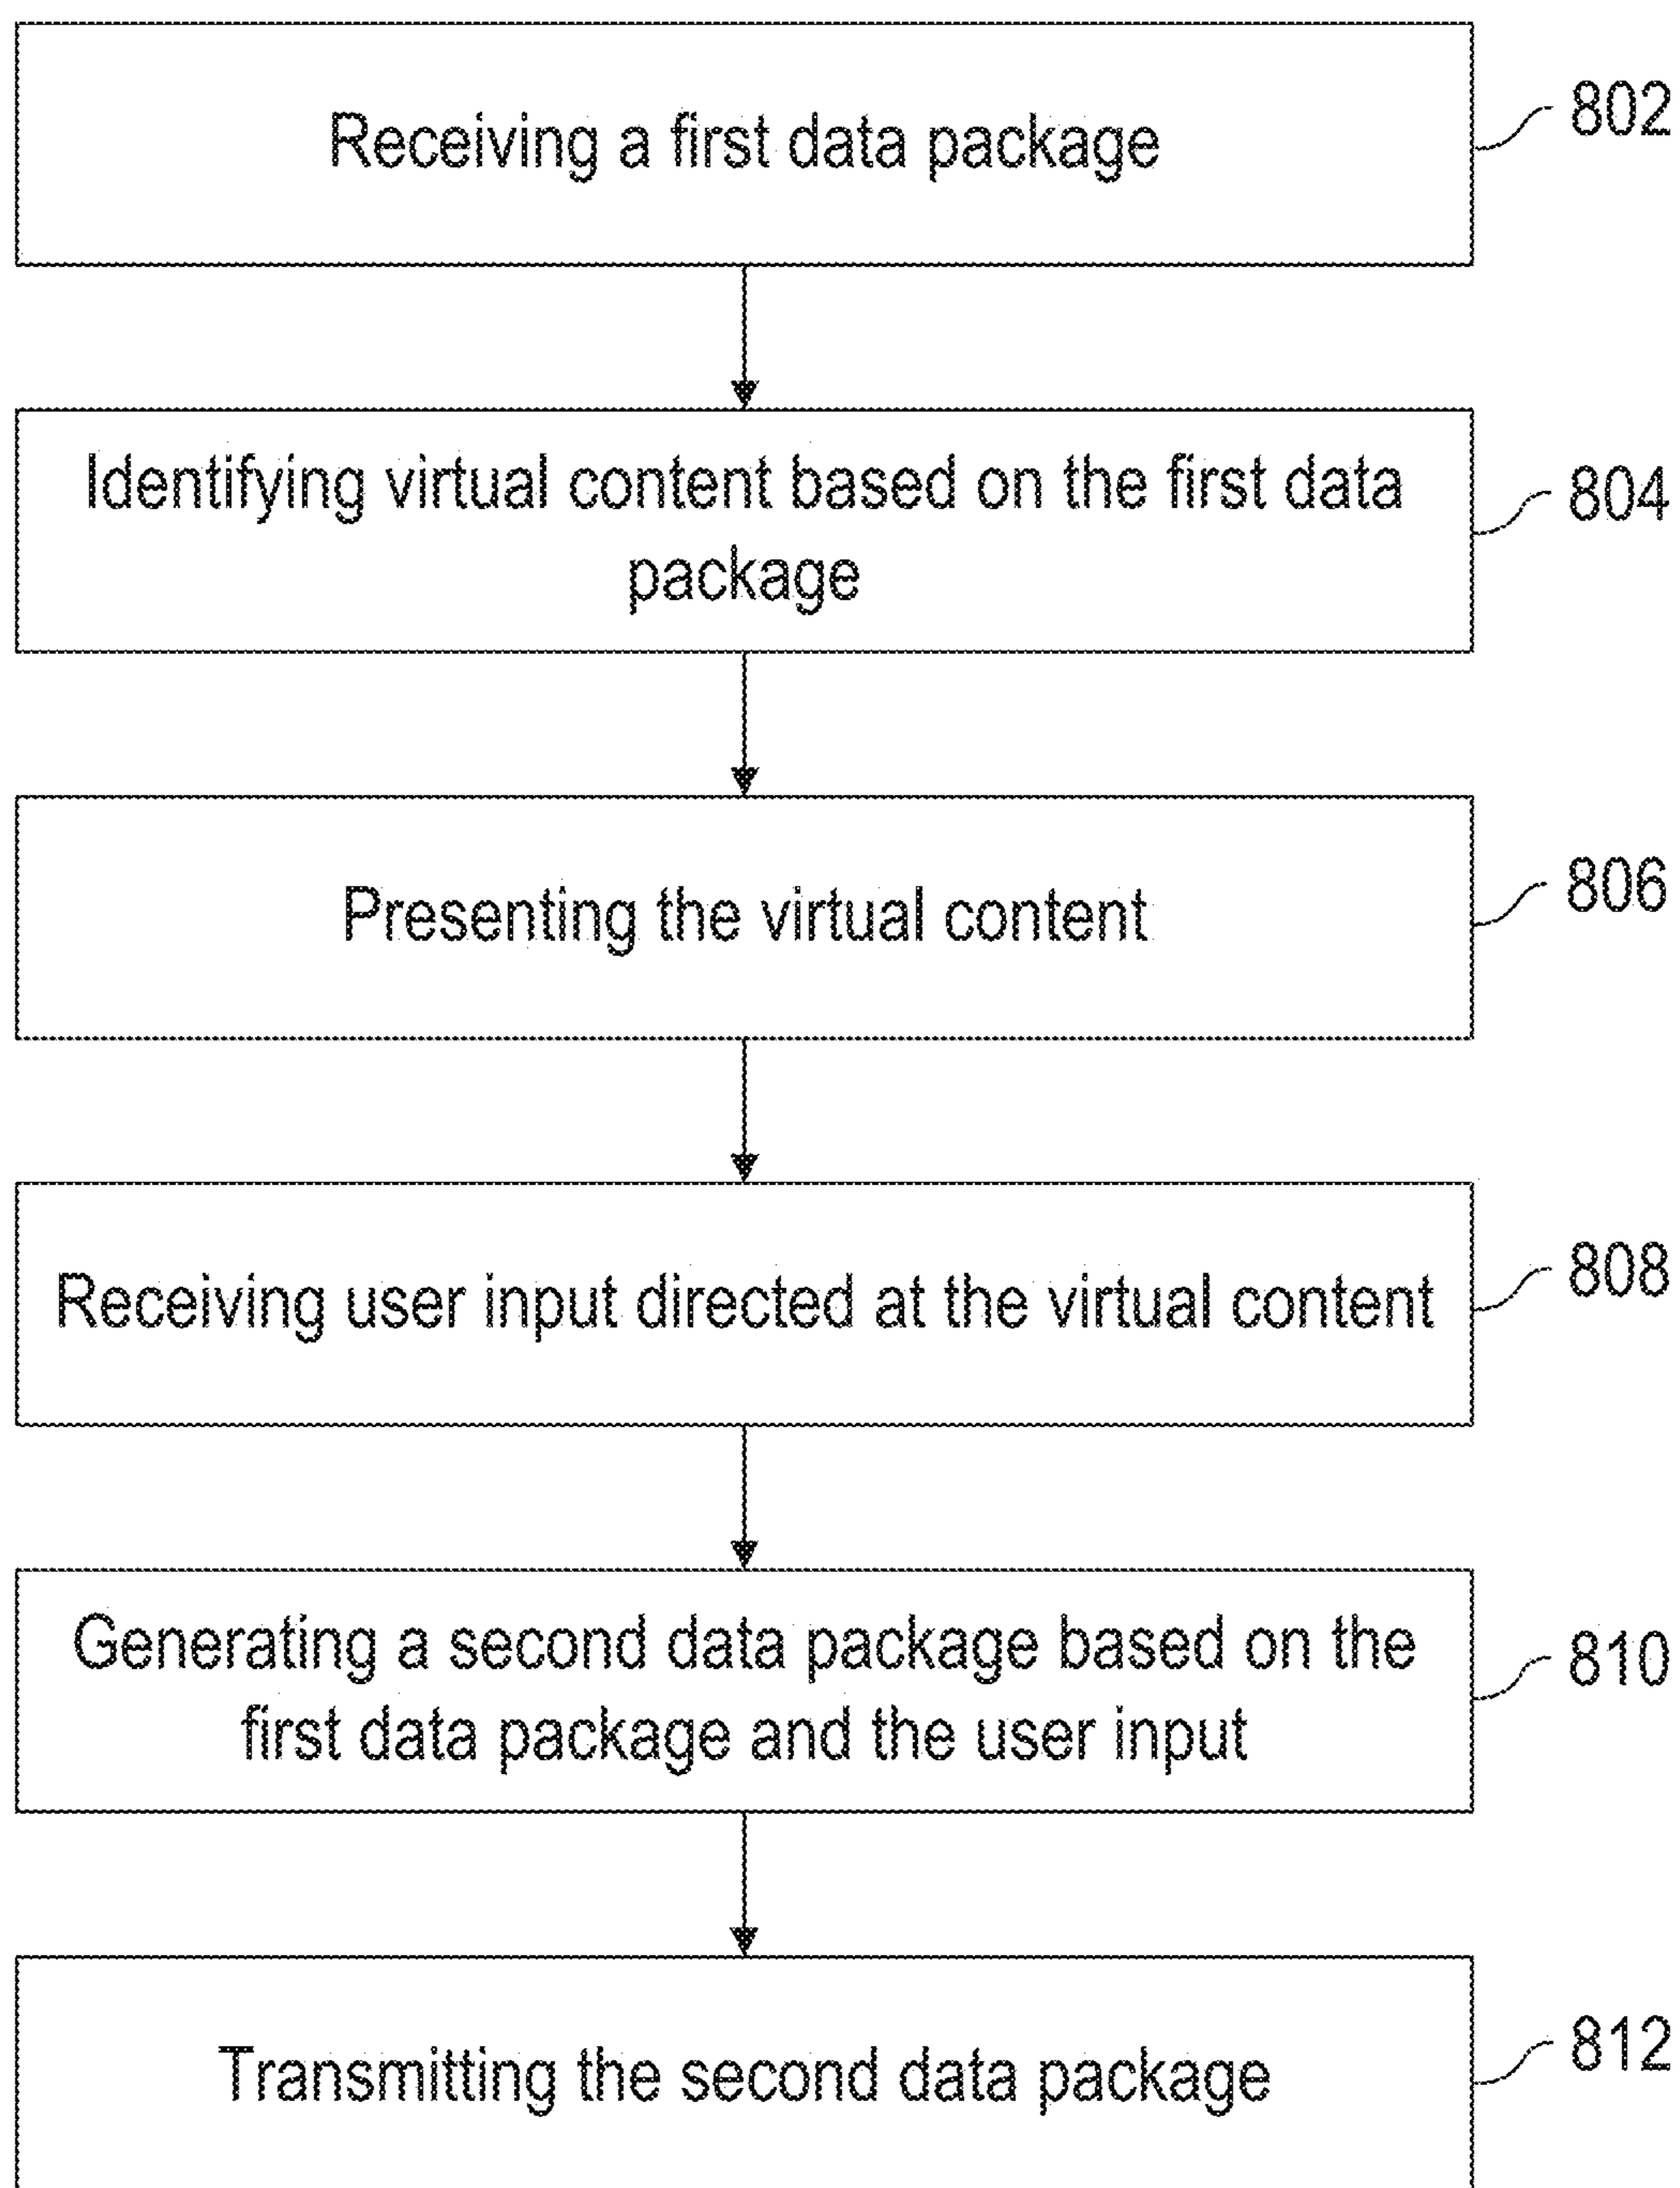 Receiving a first data package
802
Identifying virtual content based on the first data
package
804
Presenting the virtual content
806
Receiving user input directed at the virtual content
808
Generating a second data package based on the
first data package and the user input
810
Transmitting the second data package
812